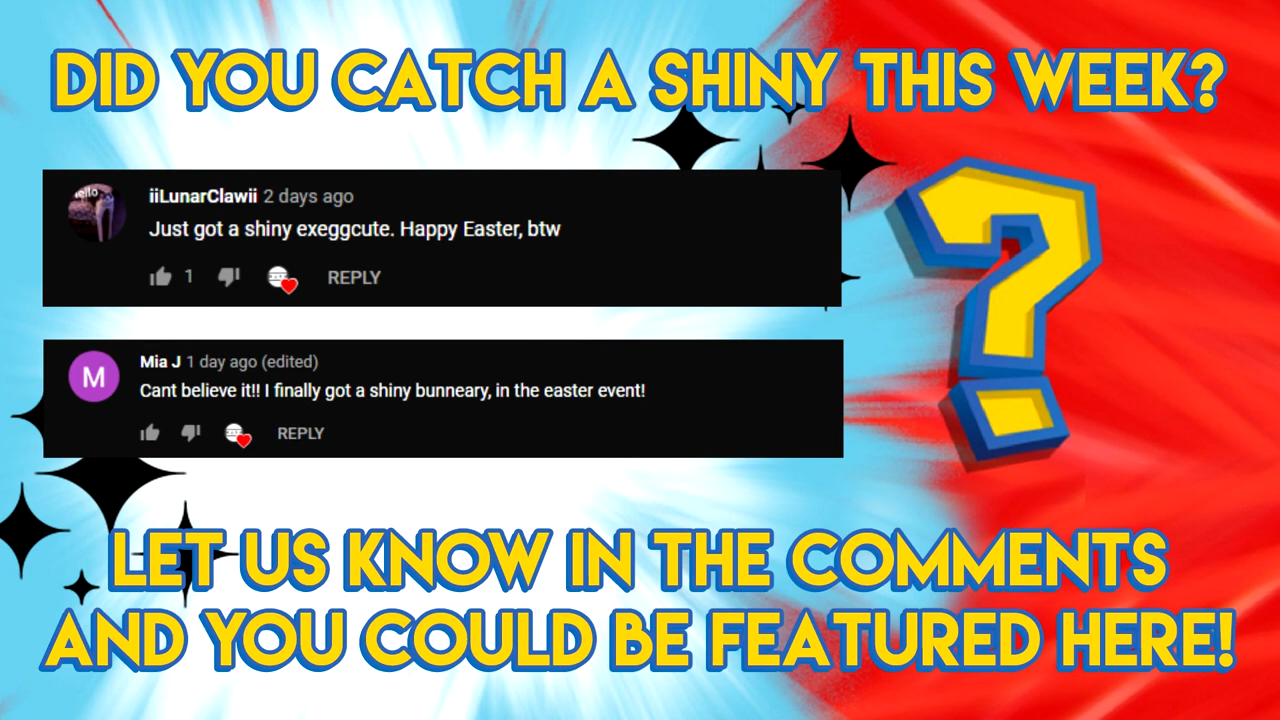 DID YOU CATCH A SHINY THIS WEEK?
iiLunarClawii 2 days ago
Just got a shiny exeggcute. Happy Easter, btw
1 REPLY
M
Mia J 1 day ago (edited)
Cant believe it!! I finally got a shiny bunneary, in the easter event!
REPLY
?
LET US KNOW IN THE COMMENTS
AND YOU COULD BE FEATURED HERE!